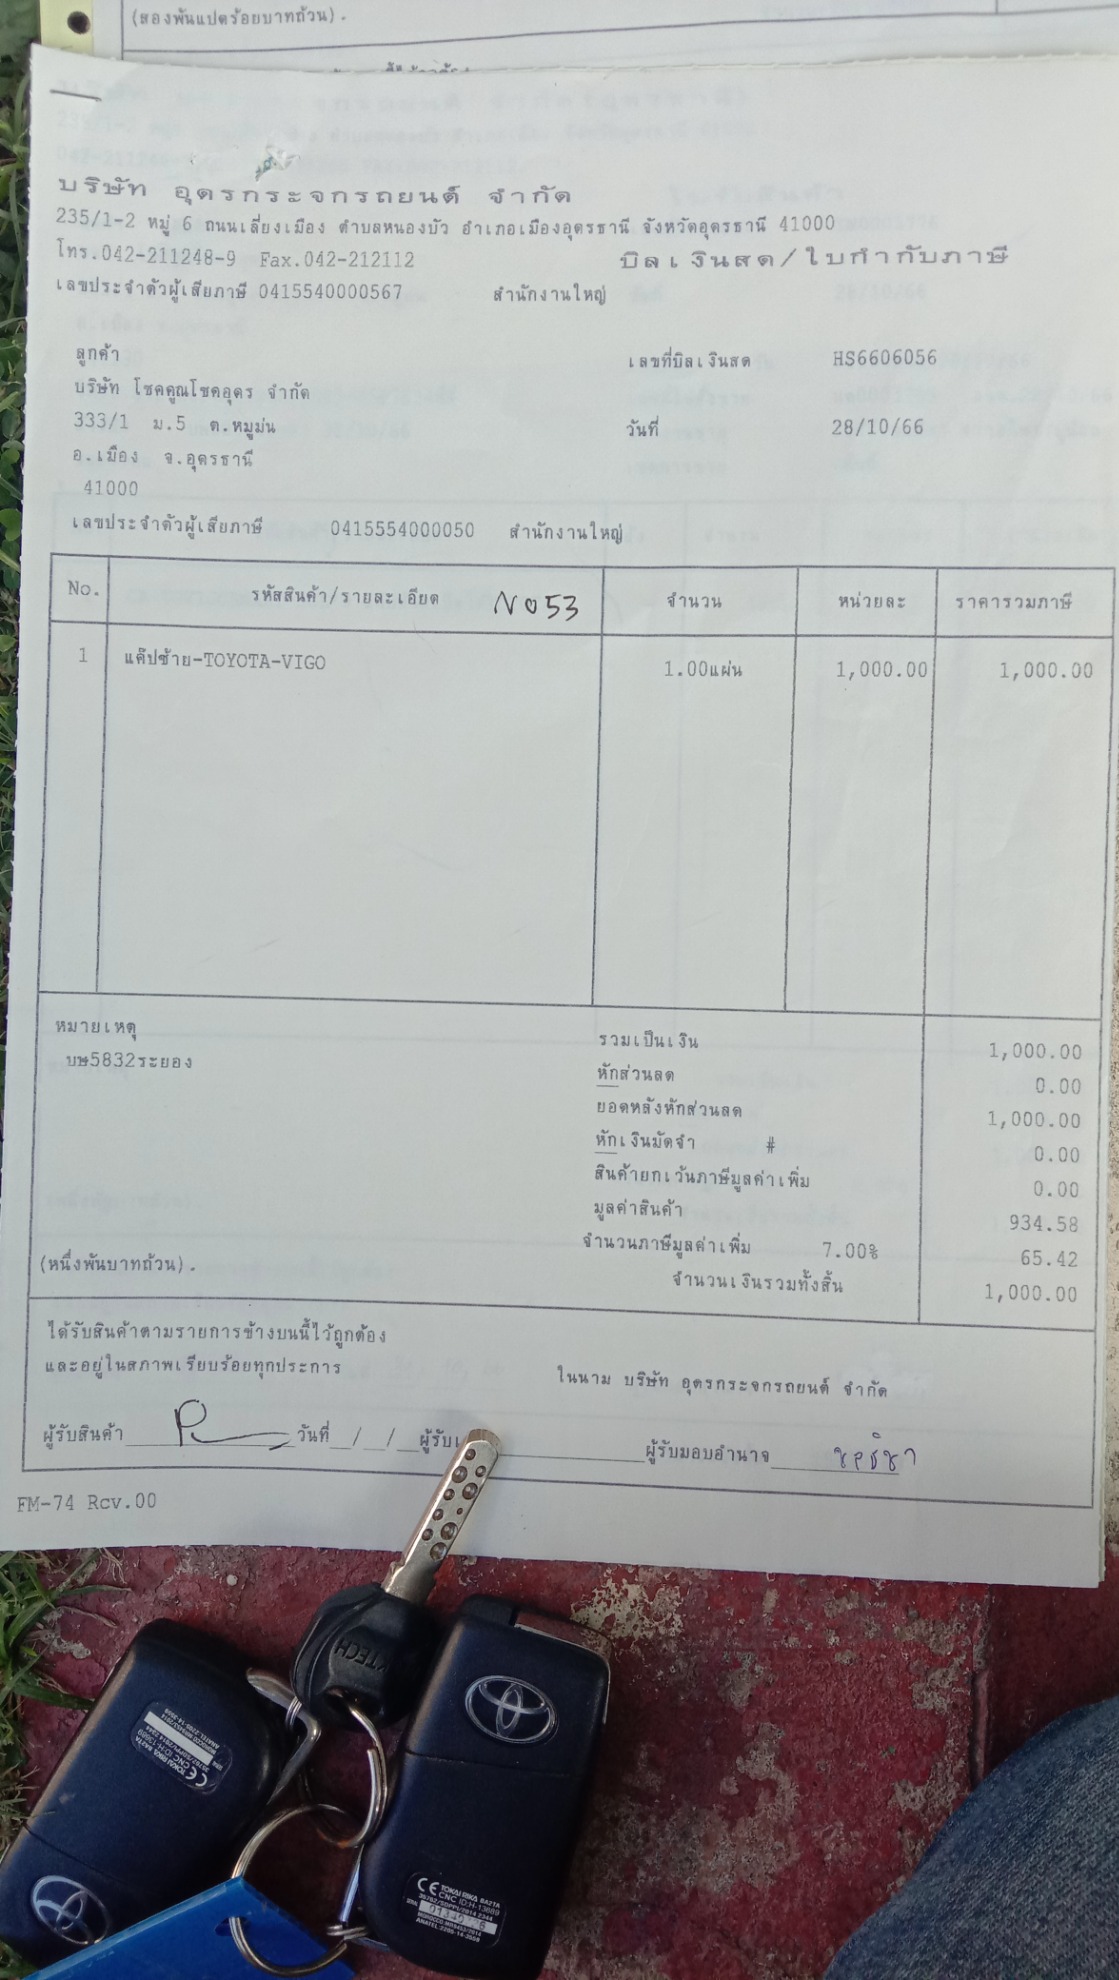 (สองพันแปดร้อยบาทถ้วน).
บริษัท อุดรกระจกรถยนต์ จำกัด
235/1-2 หมู่ 6 ถนนเลี่ยงเมือง ตำบลหนองบัว อำเภอเมืองอุดรธานี จังหวัดอุดรธานี 41000
โทร.042-211248-9 Fax.042-212112
บิลเงินสด/ใบกำกับภาษี
เลขประจำตัวผู้เสียภาษี 0415540000567 สำนักงานใหญ่
ลูกค้า
เลขที่บิลเงินสด HS6606056
บริษัท โชคคูณโชคอุดร จำกัด
333/1 ม.5 ต.หมูม่น
วันที่ 28/10/66
อ.เมือง จ.อุดรธานี
41000
เลขประจำตัวผู้เสียภาษี 0415554000050 สำนักงานใหญ่
No. รหัสสินค้า/รายละเอียด No53 จำนวน หน่วยละ ราคารวมภาษี
1 แค๊ปซ้าย-TOYOTA-VIGO 1.00แผ่น 1,000.00 1,000.00
หมายเหตุ
บษ5832ระยอง
รวมเป็นเงิน 1,000.00
หักส่วนลด 0.00
ยอดหลังหักส่วนลด 1,000.00
หักเงินมัดจำ # 0.00
สินค้ายกเว้นภาษีมูลค่าเพิ่ม 0.00
มูลค่าสินค้า 934.58
จำนวนภาษีมูลค่าเพิ่ม 7.00% 65.42
(หนึ่งพันบาทถ้วน).
จำนวนเงินรวมทั้งสิ้น 1,000.00
ได้รับสินค้าตามรายการข้างบนนี้ไว้ถูกต้อง
และอยู่ในสภาพเรียบร้อยทุกประการ
ในนาม บริษัท อุดรกระจกรถยนต์ จำกัด
ผู้รับสินค้า วันที่ / / ผู้รับ ผู้รับมอบอำนาจ
FM-74 Rcv.00
CE TOKAI RIKA BA2TA
CNC ID:H-13689